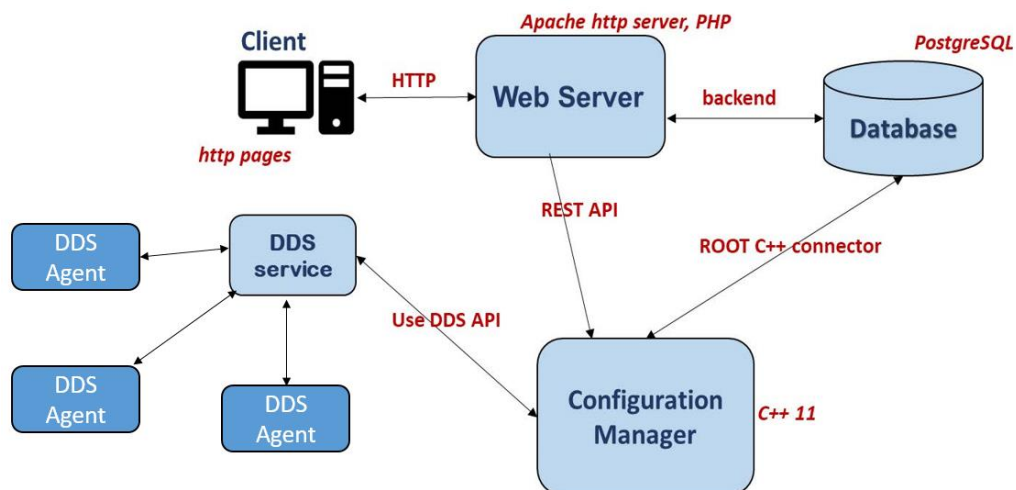 Apache http server, PHP
Client
PostgreSQL
HTTP
Web Server
backend
Database
http pages
REST API
DDS
Agent
DDS
service
ROOT C++ connector
Use DDS API
DDS
Agent
DDS
Agent
Configuration
Manager
C++ 11